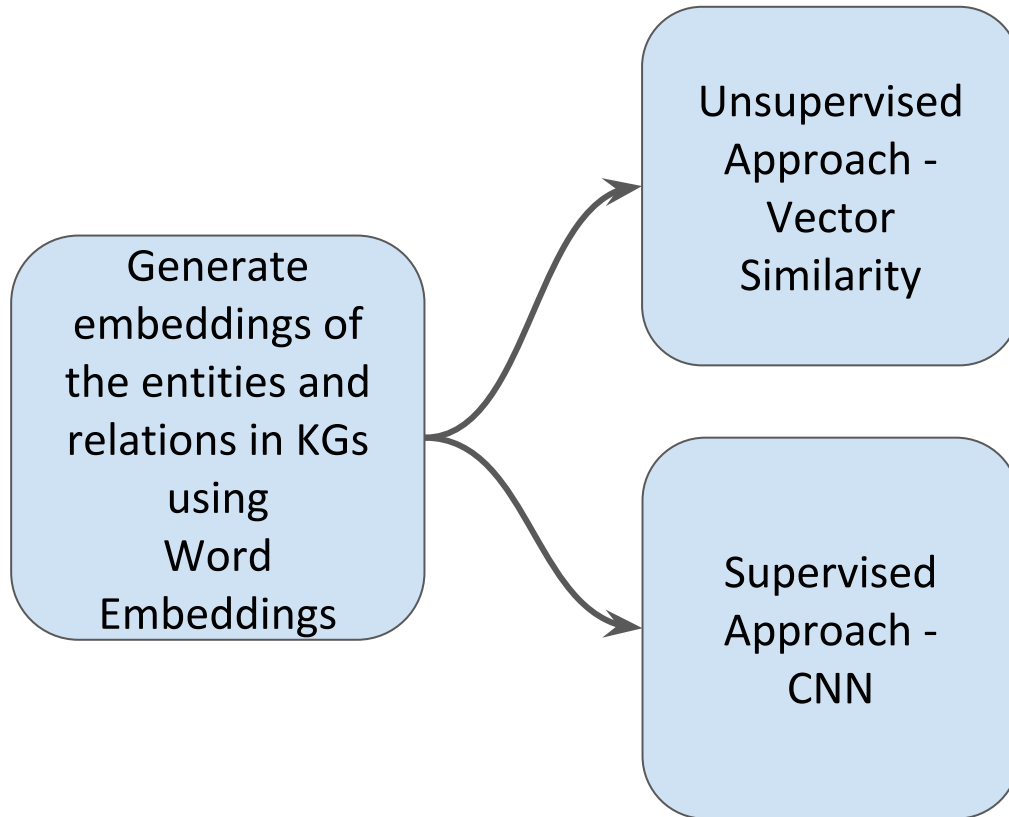 Generate
embeddings of
the entities and
relations in KGs
using
Word
Embeddings
Unsupervised
Approach -
Vector
Similarity
Supervised
Approach -
CNN